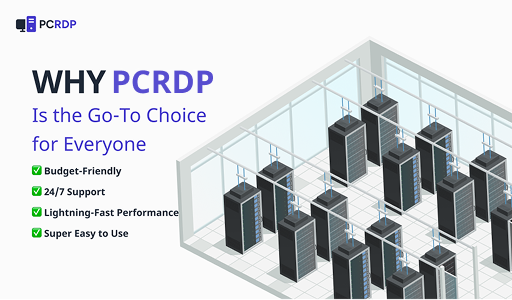 PCRDP
WHY PCRDP
Is the Go-To Choice
for Everyone
✅ Budget-Friendly
✅ 24/7 Support
✅ Lightning-Fast Performance
✅ Super Easy to Use